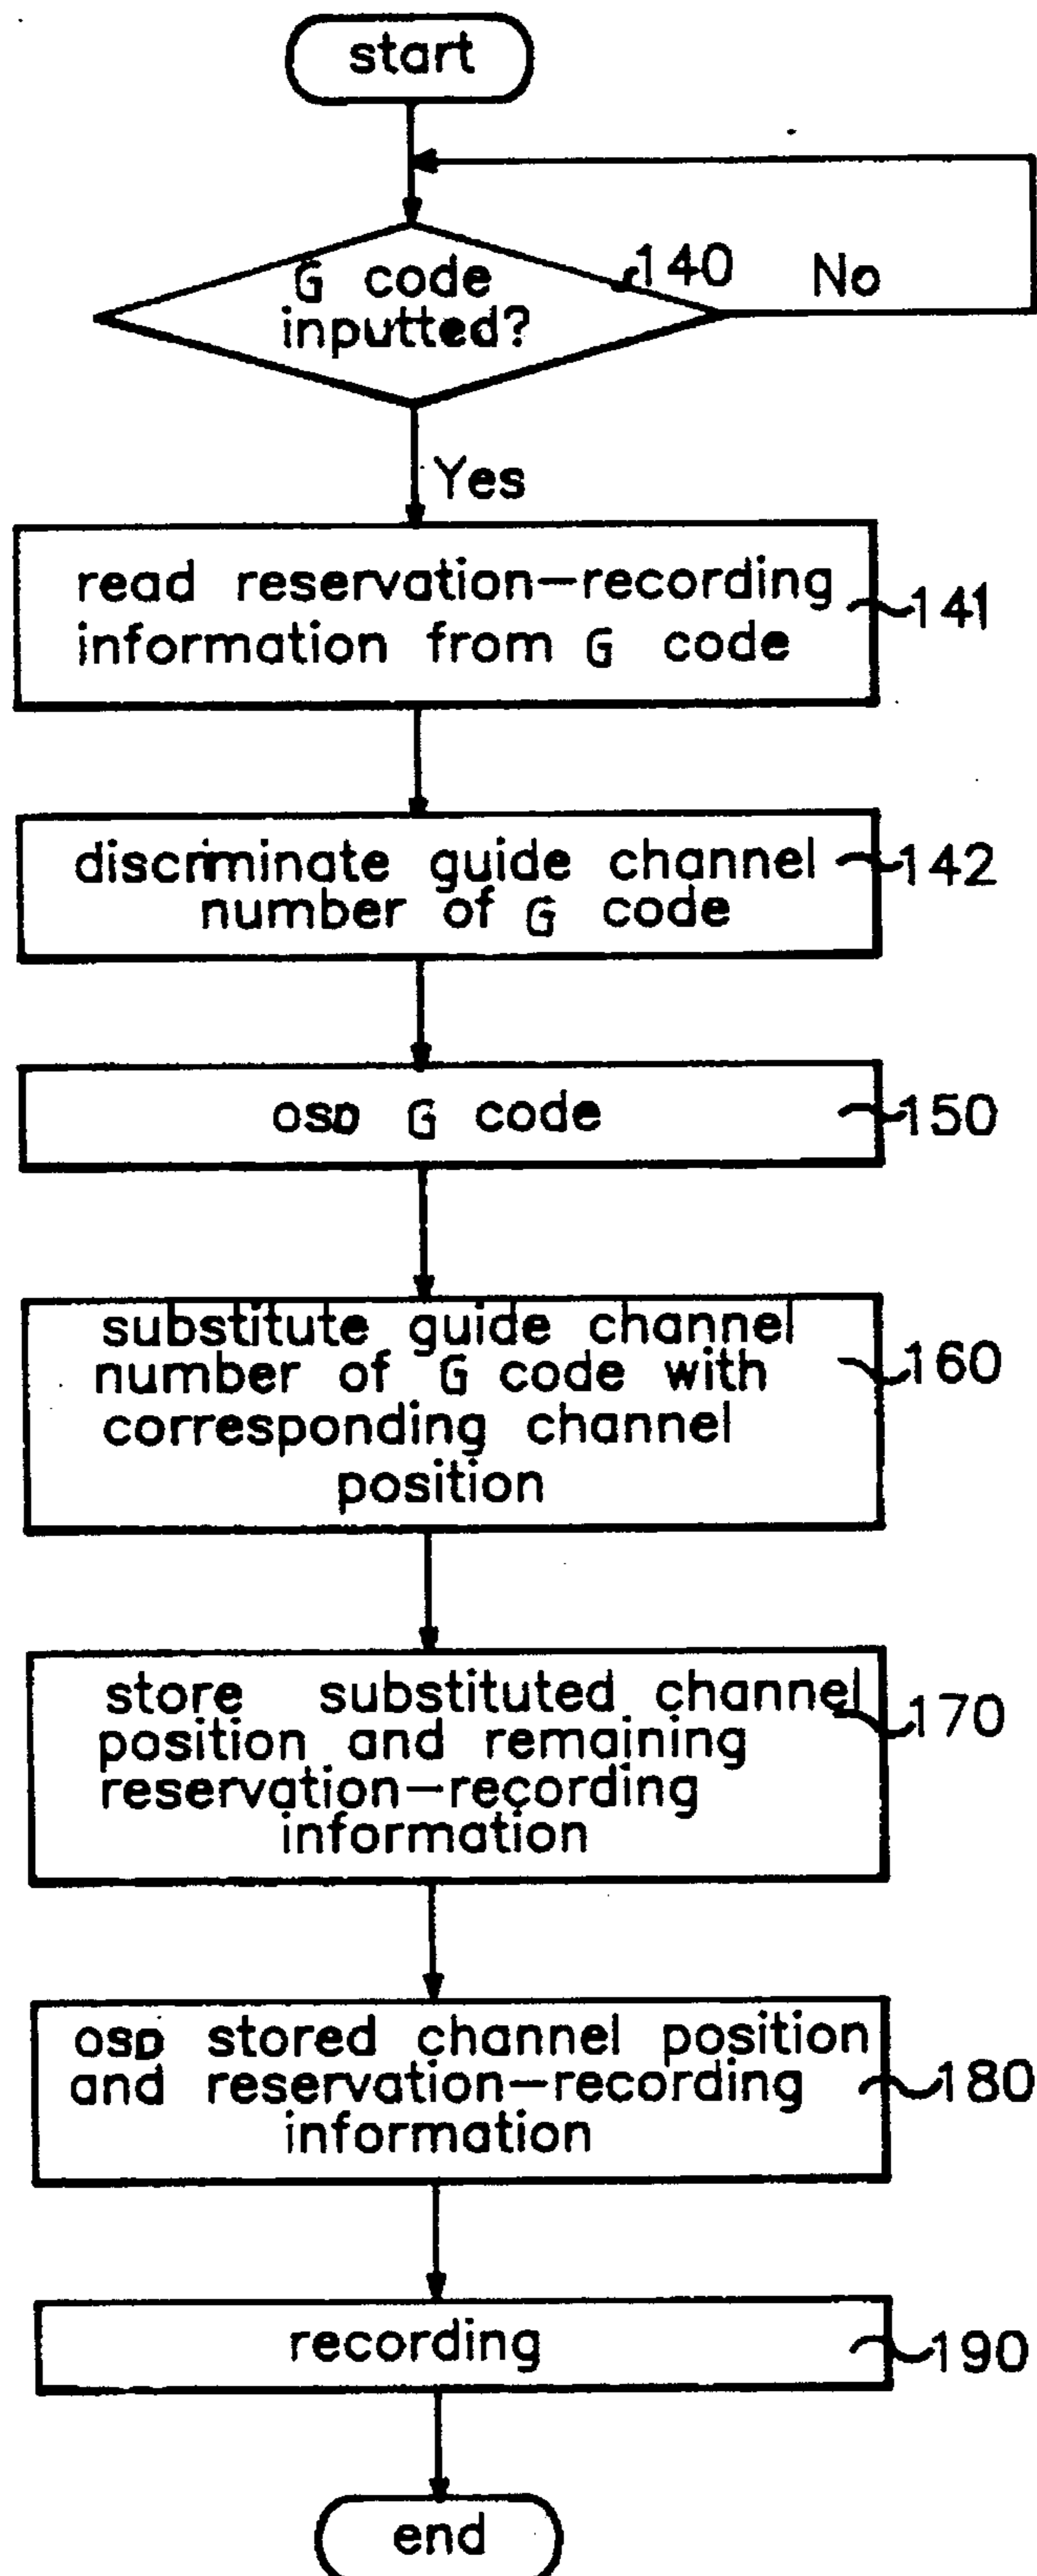 start
G code 140 No
inputted?
Yes
read reservation-recording
information from G code 141
discriminate guide channel 142
number of G code
OSD G code 150
substitute guide channel
number of G code with 160
corresponding channel
position
store substituted channel 170
position and remaining
reservation-recording
information
OSD stored channel position
and reservation-recording 180
information
recording 190
end